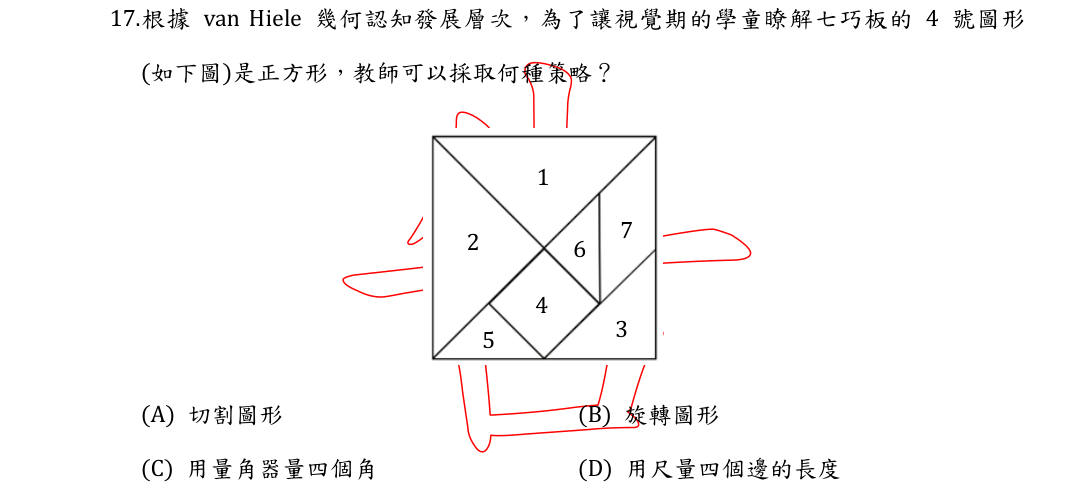 17.根據 van Hiele 幾何認知發展層次，為了讓視覺期的學童瞭解七巧板的 4 號圖形
(如下圖)是正方形，教師可以採取何種策略？
1
7
2
6
4
3
5
(A) 切割圖形
(B) 旋轉圖形
(C) 用量角器量四個角
(D) 用尺量四個邊的長度